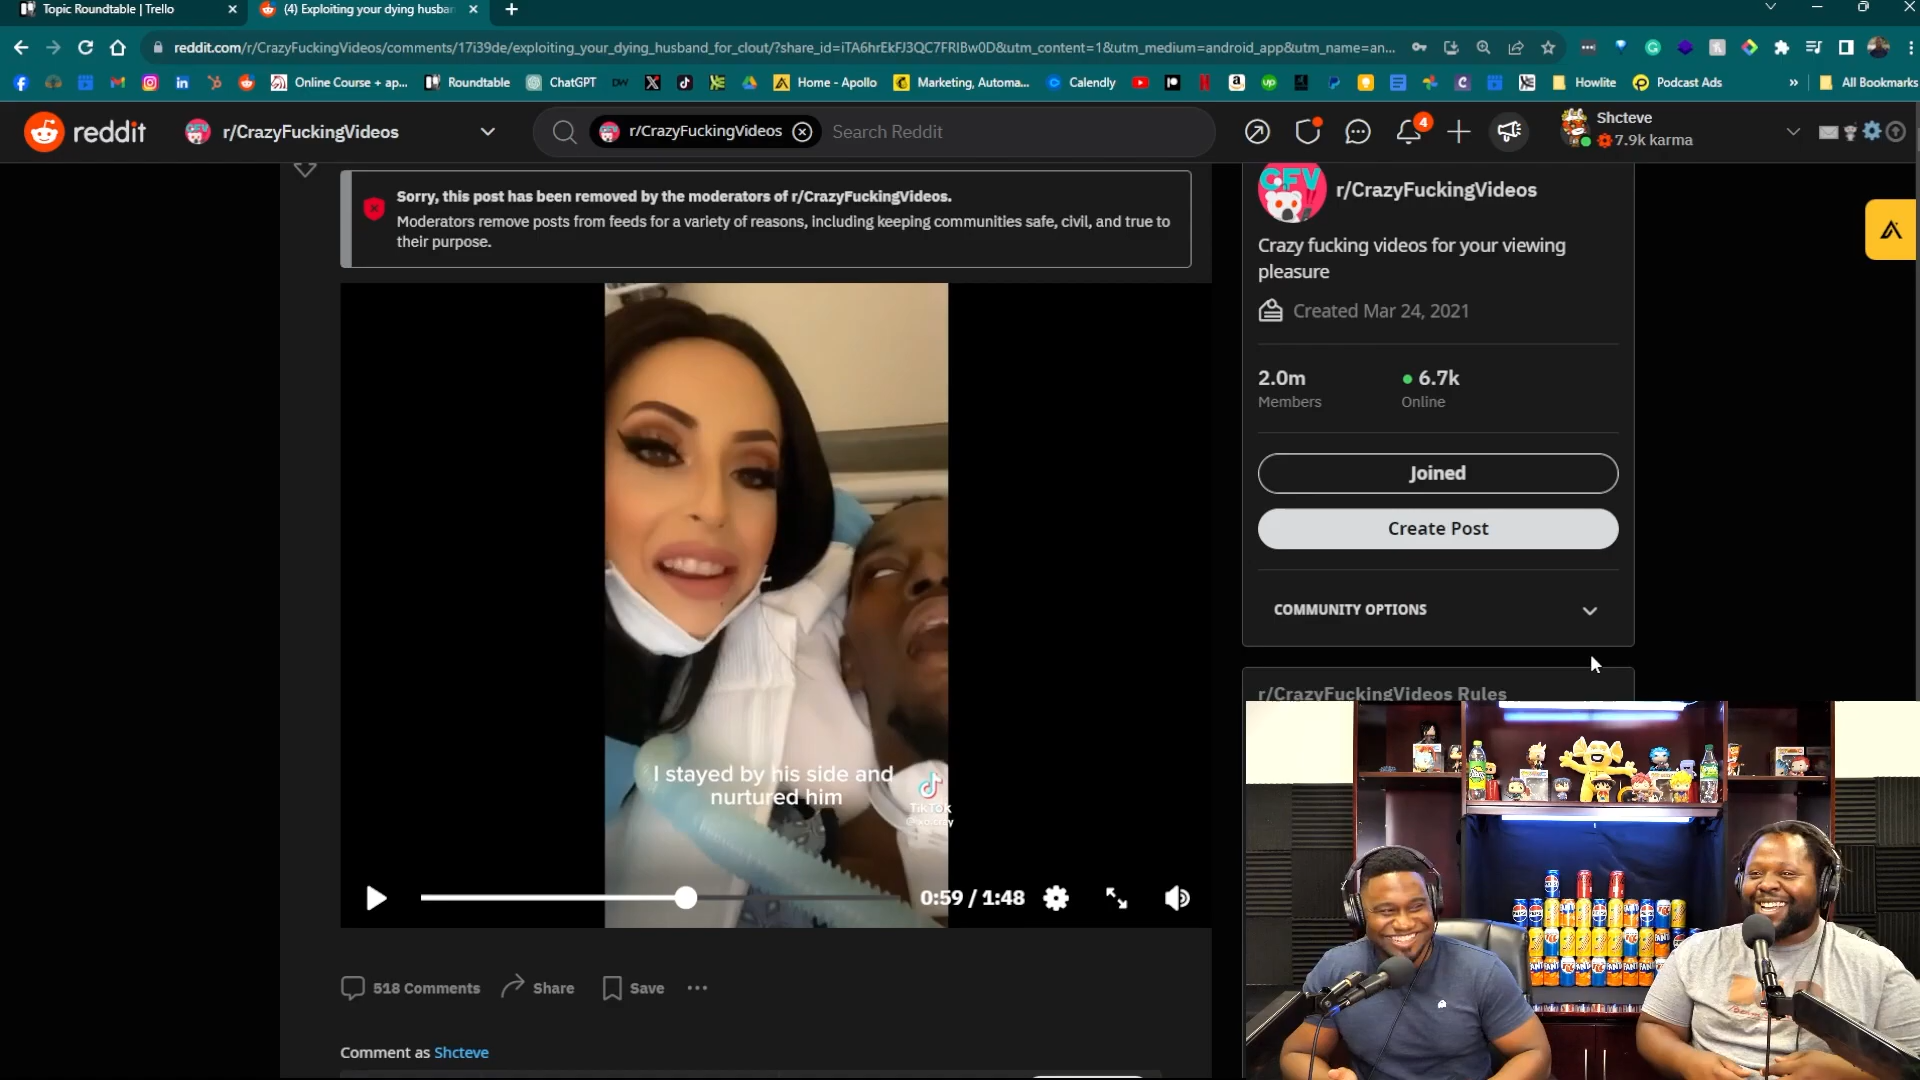 Topic Roundtable | Trello
(4) Exploiting your dying husban
reddit.com/r/CrazyFuckingVideos/comments/17i39de/exploiting_your_dying_husband_for_clout/?share_id=iTA6hrEkFJ3QC7FRIBw0D&utm_content=1&utm_medium=android_app&utm_name=an...
Online Course + ap...
Roundtable
ChatGPT
Home - Apollo
Marketing, Automa...
Calendly
Howlite
Podcast Ads
»
All Bookmarks
reddit
r/CrazyFuckingVideos
r/CrazyFuckingVideos
Search Reddit
4
Shcteve
7.9k karma
Sorry, this post has been removed by the moderators of r/CrazyFuckingVideos.
Moderators remove posts from feeds for a variety of reasons, including keeping communities safe, civil, and true to
their purpose.
I stayed by his side and
nurtured him
TikTok
0:59 / 1:48
518 Comments
Share
Save
Comment as Shcteve
CFV
r/CrazyFuckingVideos
Crazy fucking videos for your viewing
pleasure
Created Mar 24, 2021
2.0m
6.7k
Members
Online
Joined
Create Post
COMMUNITY OPTIONS
r/CrazyFuckingVideos Rules